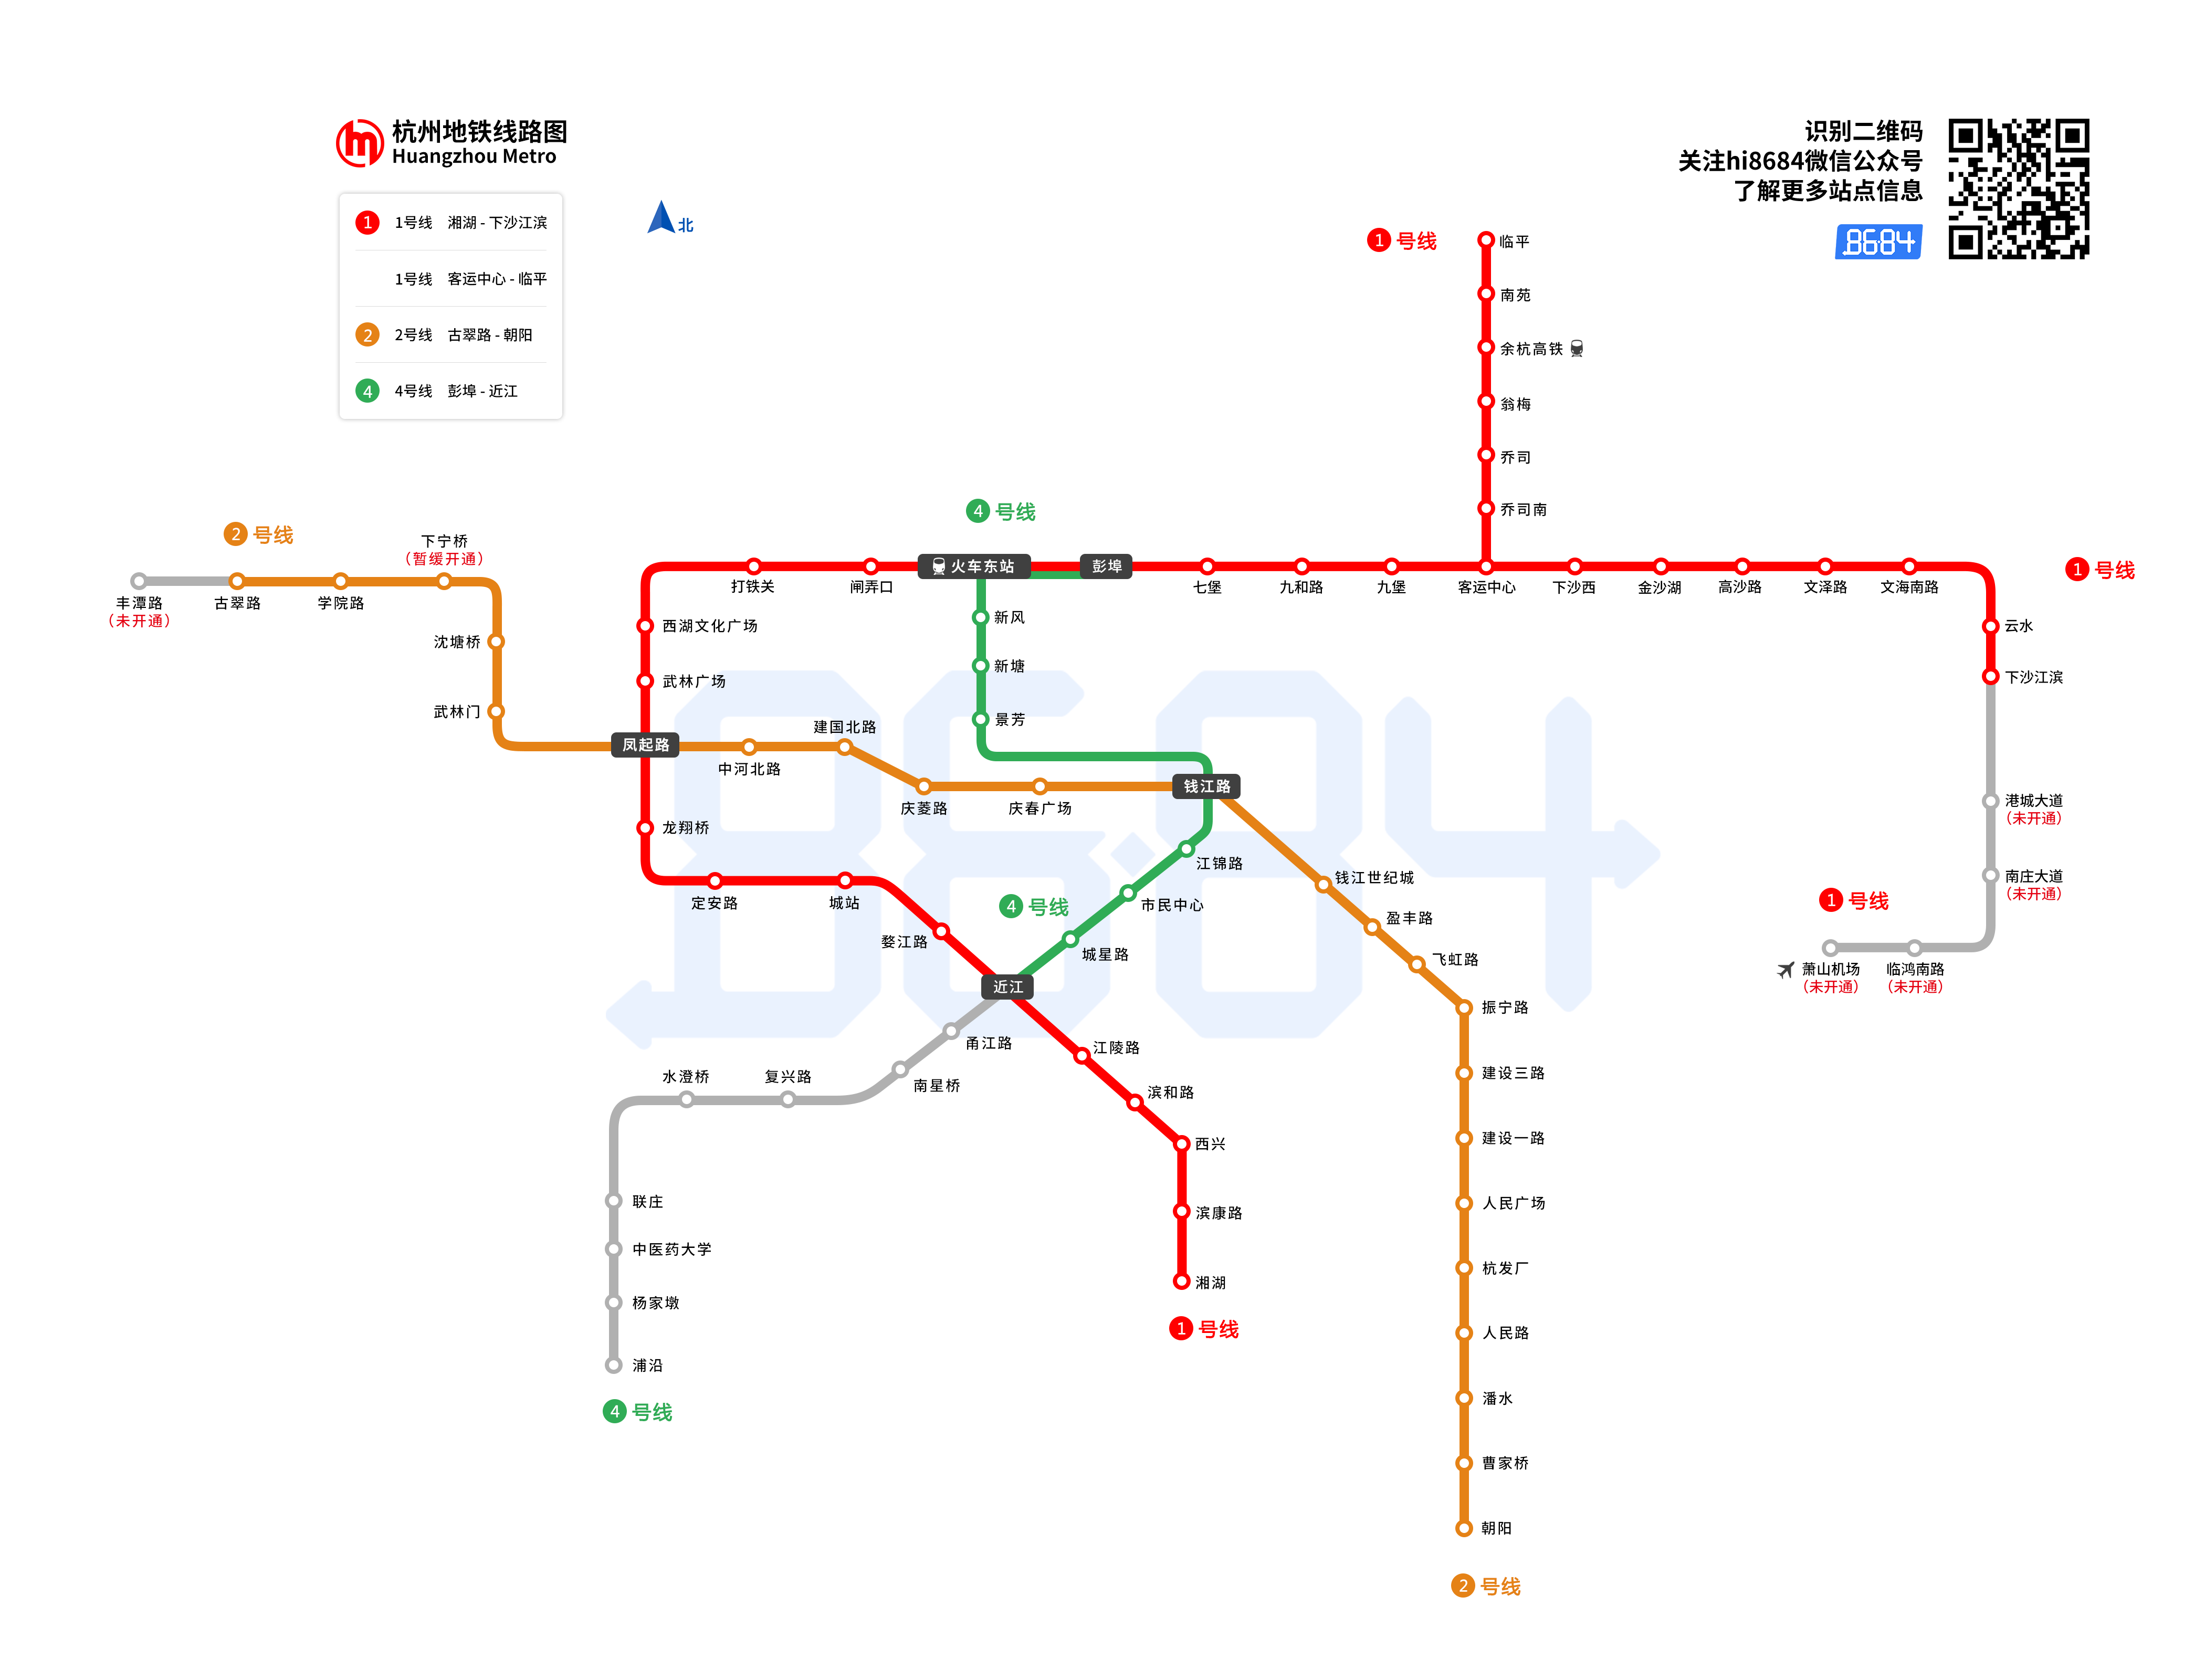 杭州地铁线路图
Huangzhou Metro
1 1号线 湘湖 - 下沙江滨
1号线 客运中心 - 临平
2 2号线 古翠路 - 朝阳
4 4号线 彭埠 - 近江
北
识别二维码
关注hi8684微信公众号
了解更多站点信息
8684
1 号线
临平
南苑
余杭高铁
翁梅
乔司
乔司南
4 号线
2 号线
下宁桥
(暂缓开通)
丰潭路
(未开通)
古翠路
学院路
沈塘桥
武林门
打铁关
闸弄口
火车东站
彭埠
七堡
九和路
九堡
客运中心
下沙西
金沙湖
高沙路
文泽路
文海南路
1 号线
西湖文化广场
武林广场
新风
新塘
景芳
云水
下沙江滨
凤起路
中河北路
建国北路
庆菱路
庆春广场
钱江路
龙翔桥
定安路
城站
婺江路
近江
4 号线
江锦路
市民中心
城星路
钱江世纪城
盈丰路
飞虹路
振宁路
港城大道
(未开通)
南庄大道
(未开通)
1 号线
萧山机场
(未开通)
临鸿南路
(未开通)
甬江路
南星桥
水澄桥
复兴路
江陵路
滨和路
西兴
滨康路
湘湖
1 号线
联庄
中医药大学
杨家墩
浦沿
4 号线
建设三路
建设一路
人民广场
杭发厂
人民路
潘水
曹家桥
朝阳
2 号线
8684